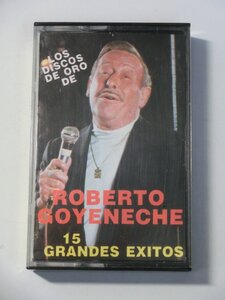 LOS
DISCOS
DE ORO
DE
ROBERTO
GOYENECHE
15
GRANDES EXITOS